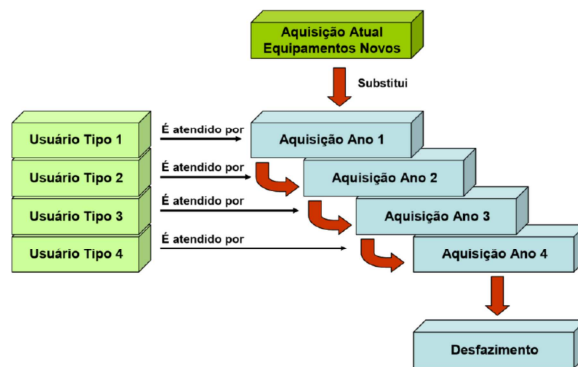 Aquisição Atual
Equipamentos Novos
Substitui
Usuário Tipo 1
É atendido por
Aquisição Ano 1
Usuário Tipo 2
É atendido por
Aquisição Ano 2
Usuário Tipo 3
É atendido por
Aquisição Ano 3
Usuário Tipo 4
É atendido por
Aquisição Ano 4
Desfazimento